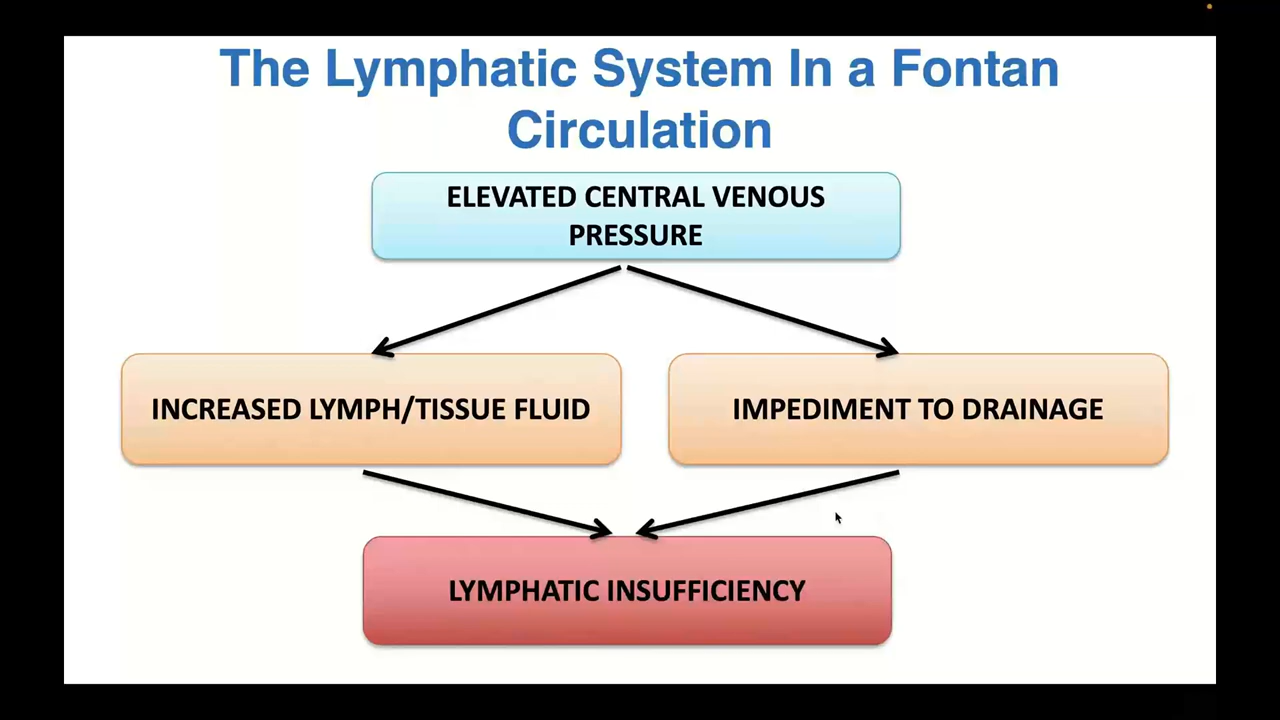 The Lymphatic System In a Fontan
Circulation
ELEVATED CENTRAL VENOUS
PRESSURE
INCREASED LYMPH/TISSUE FLUID
IMPEDIMENT TO DRAINAGE
LYMPHATIC INSUFFICIENCY